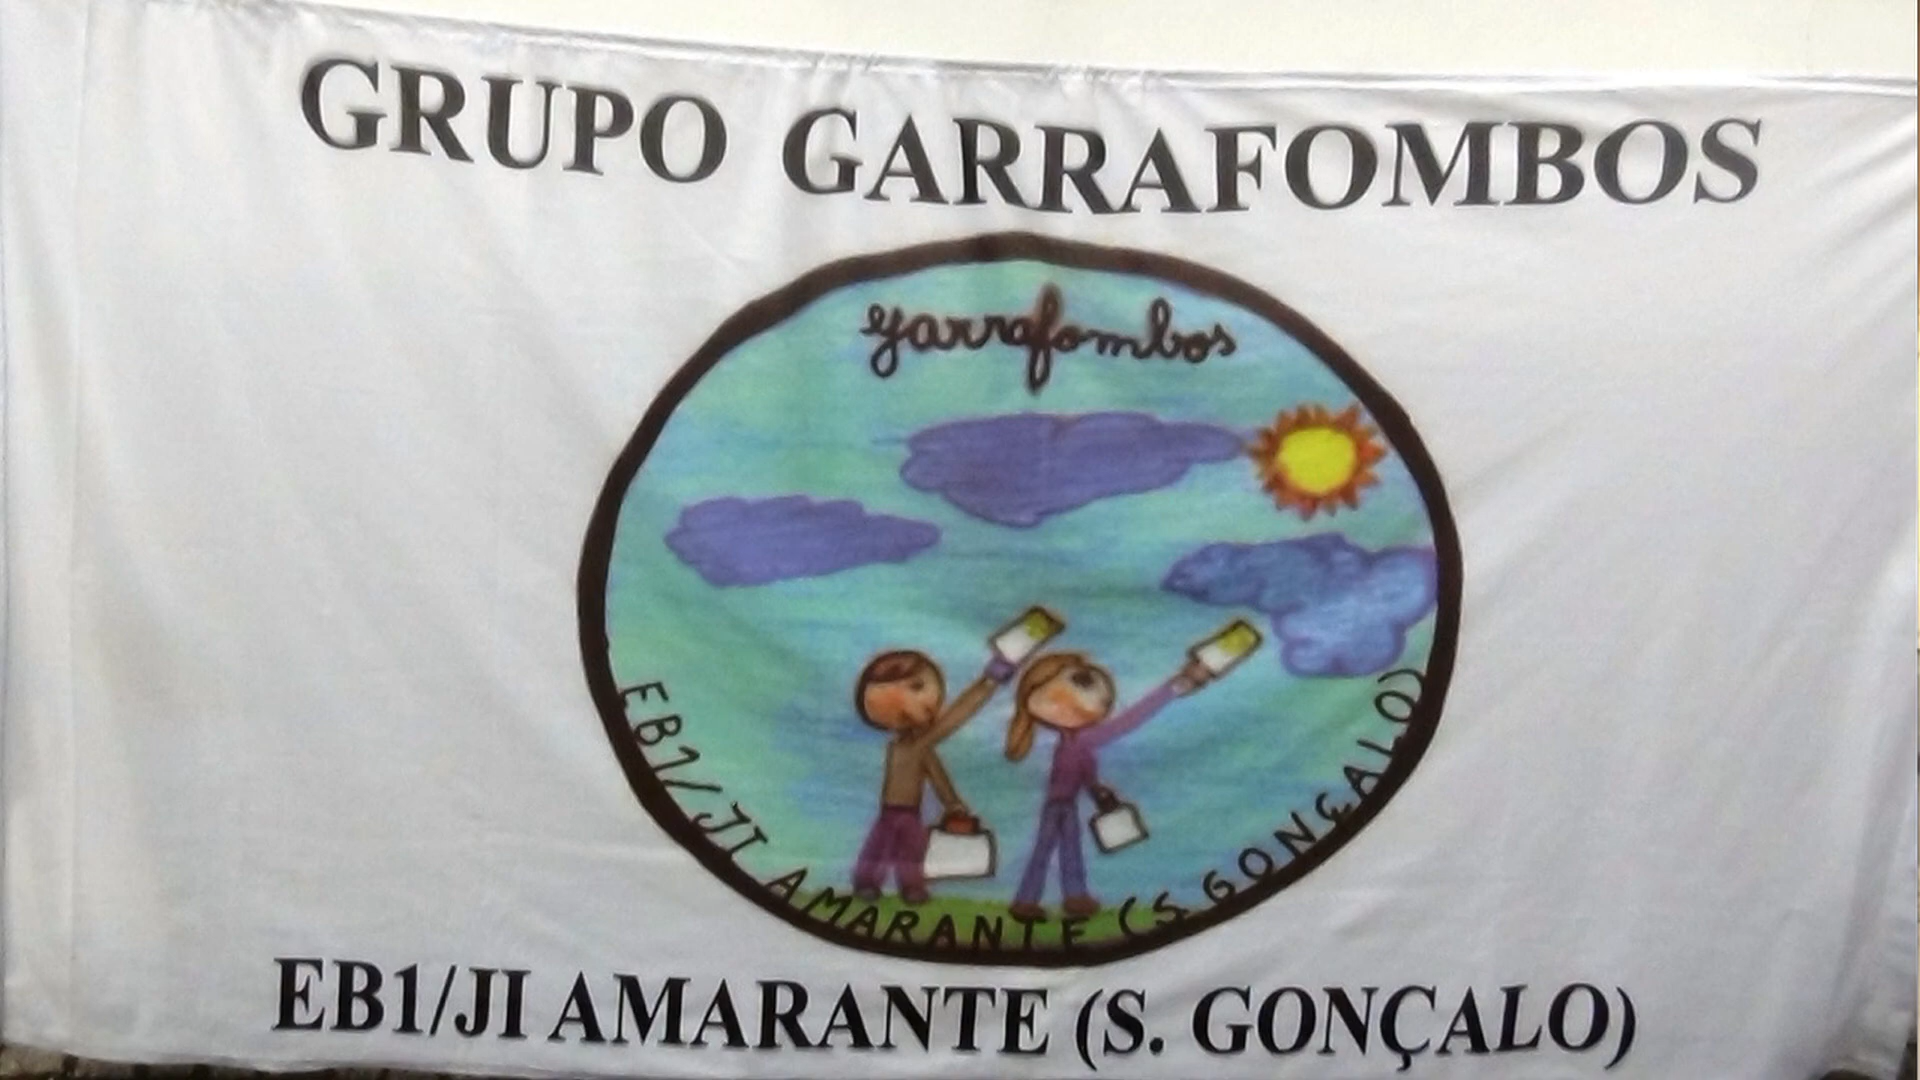 GRUPO GARRAFOMBOS
garrafombos
EB1/JI AMARANTE (S. GONÇALO)
EB1/JI AMARANTE (S. GONÇALO)